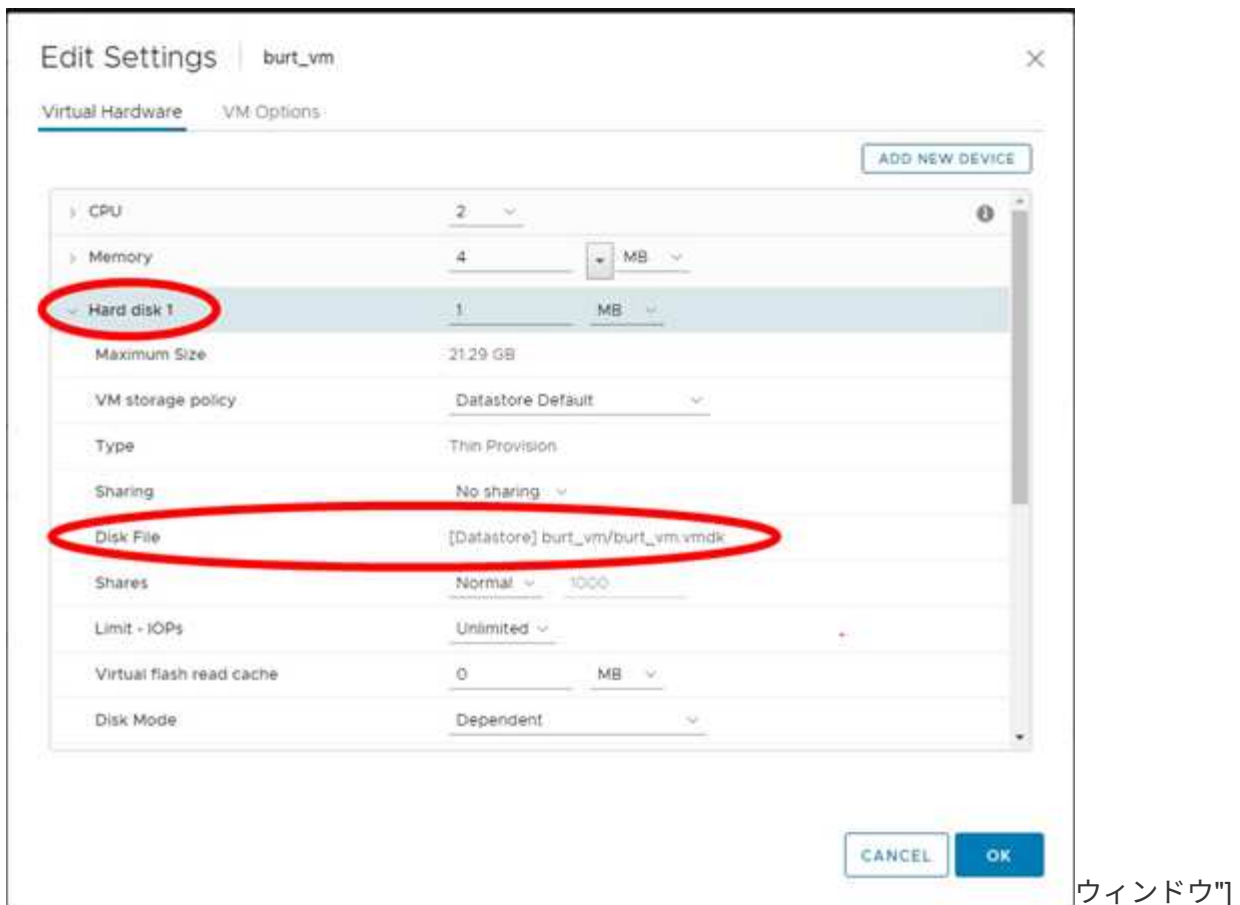 Edit Settings burt_vm
Virtual Hardware VM Options
ADD NEW DEVICE
CPU 2
Memory 4 MB
Hard disk 1 1 MB
Maximum Size 21.29 GB
VM storage policy Datastore Default
Type Thin Provision
Sharing No sharing
Disk File [Datastore] burt_vm/burt_vm.vmdk
Shares Normal 1000
Limit - IOPs Unlimited
Virtual flash read cache 0 MB
Disk Mode Dependent
CANCEL OK
ウィンドウ"]